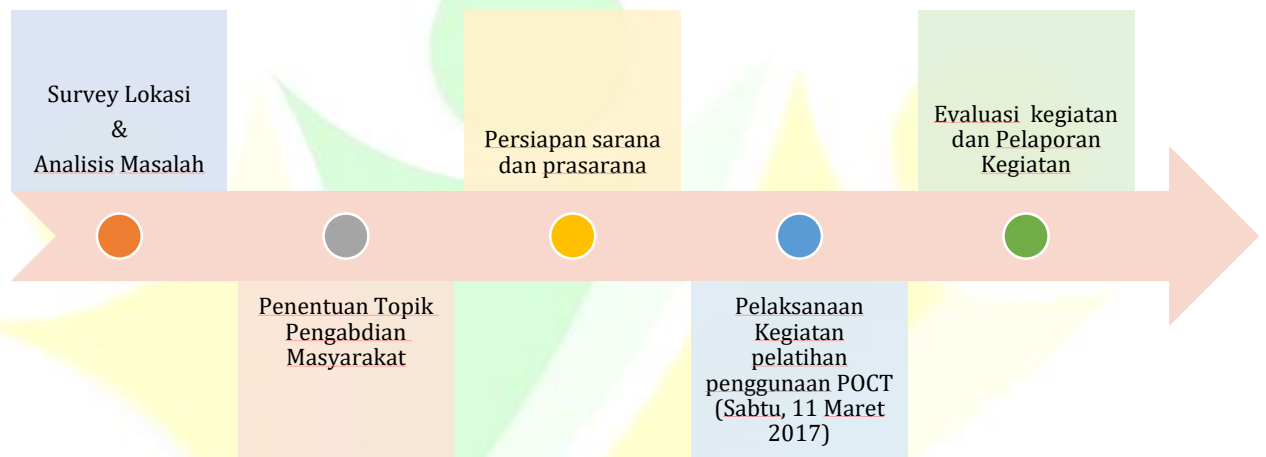 Survey Lokasi
&
Analisis Masalah
Penentuan Topik
Pengabdian
Masyarakat
Persiapan sarana
dan prasarana
Pelaksanaan
Kegiatan
pelatihan
penggunaan POCT
(Sabtu, 11 Maret
2017)
Evaluasi kegiatan
dan Pelaporan
Kegiatan